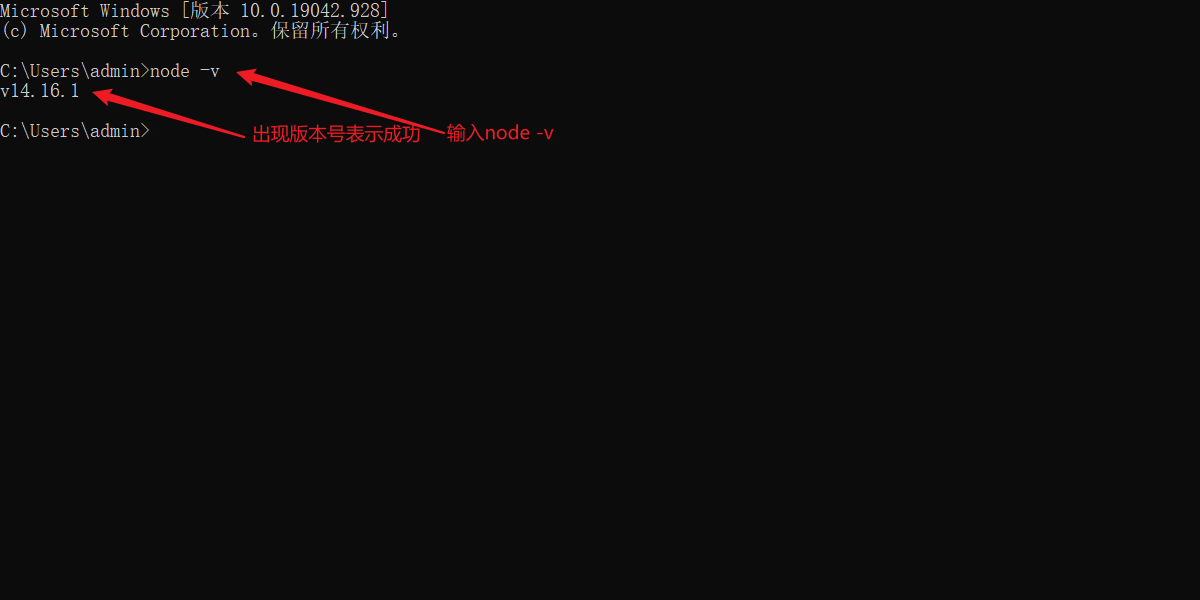 Microsoft Windows [版本 10.0.19042.928]
(c) Microsoft Corporation。保留所有权利。
C:\Users\admin>node -v
v14.16.1
C:\Users\admin>
出现版本号表示成功
输入node -v